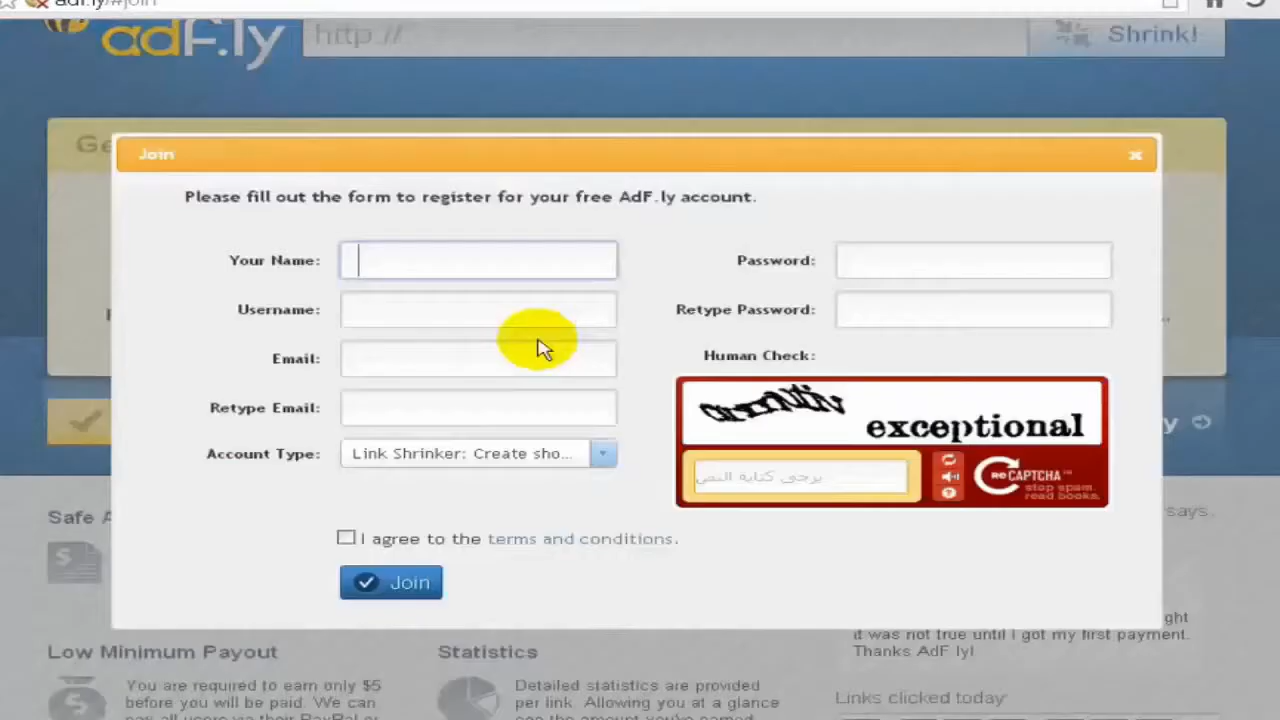 adf.ly/#join
adf.ly
http://
Shrink!
Ge
Join
Please fill out the form to register for your free AdF.ly account.
Your Name:
Password:
Username:
Retype Password:
Email:
Human Check:
Retype Email:
exceptional
Account Type:
Link Shrinker: Create sho...
يرجى كتابة النص
reCAPTCHA™
stop spam.
read books.
I agree to the terms and conditions.
Join
Safe A
says.
ght
it was not true until I got my first payment.
Thanks AdF ly!
Low Minimum Payout
Statistics
You are required to earn only $5
before you will be paid. We can
Detailed statistics are provided
per link. Allowing you at a glance
Links clicked today